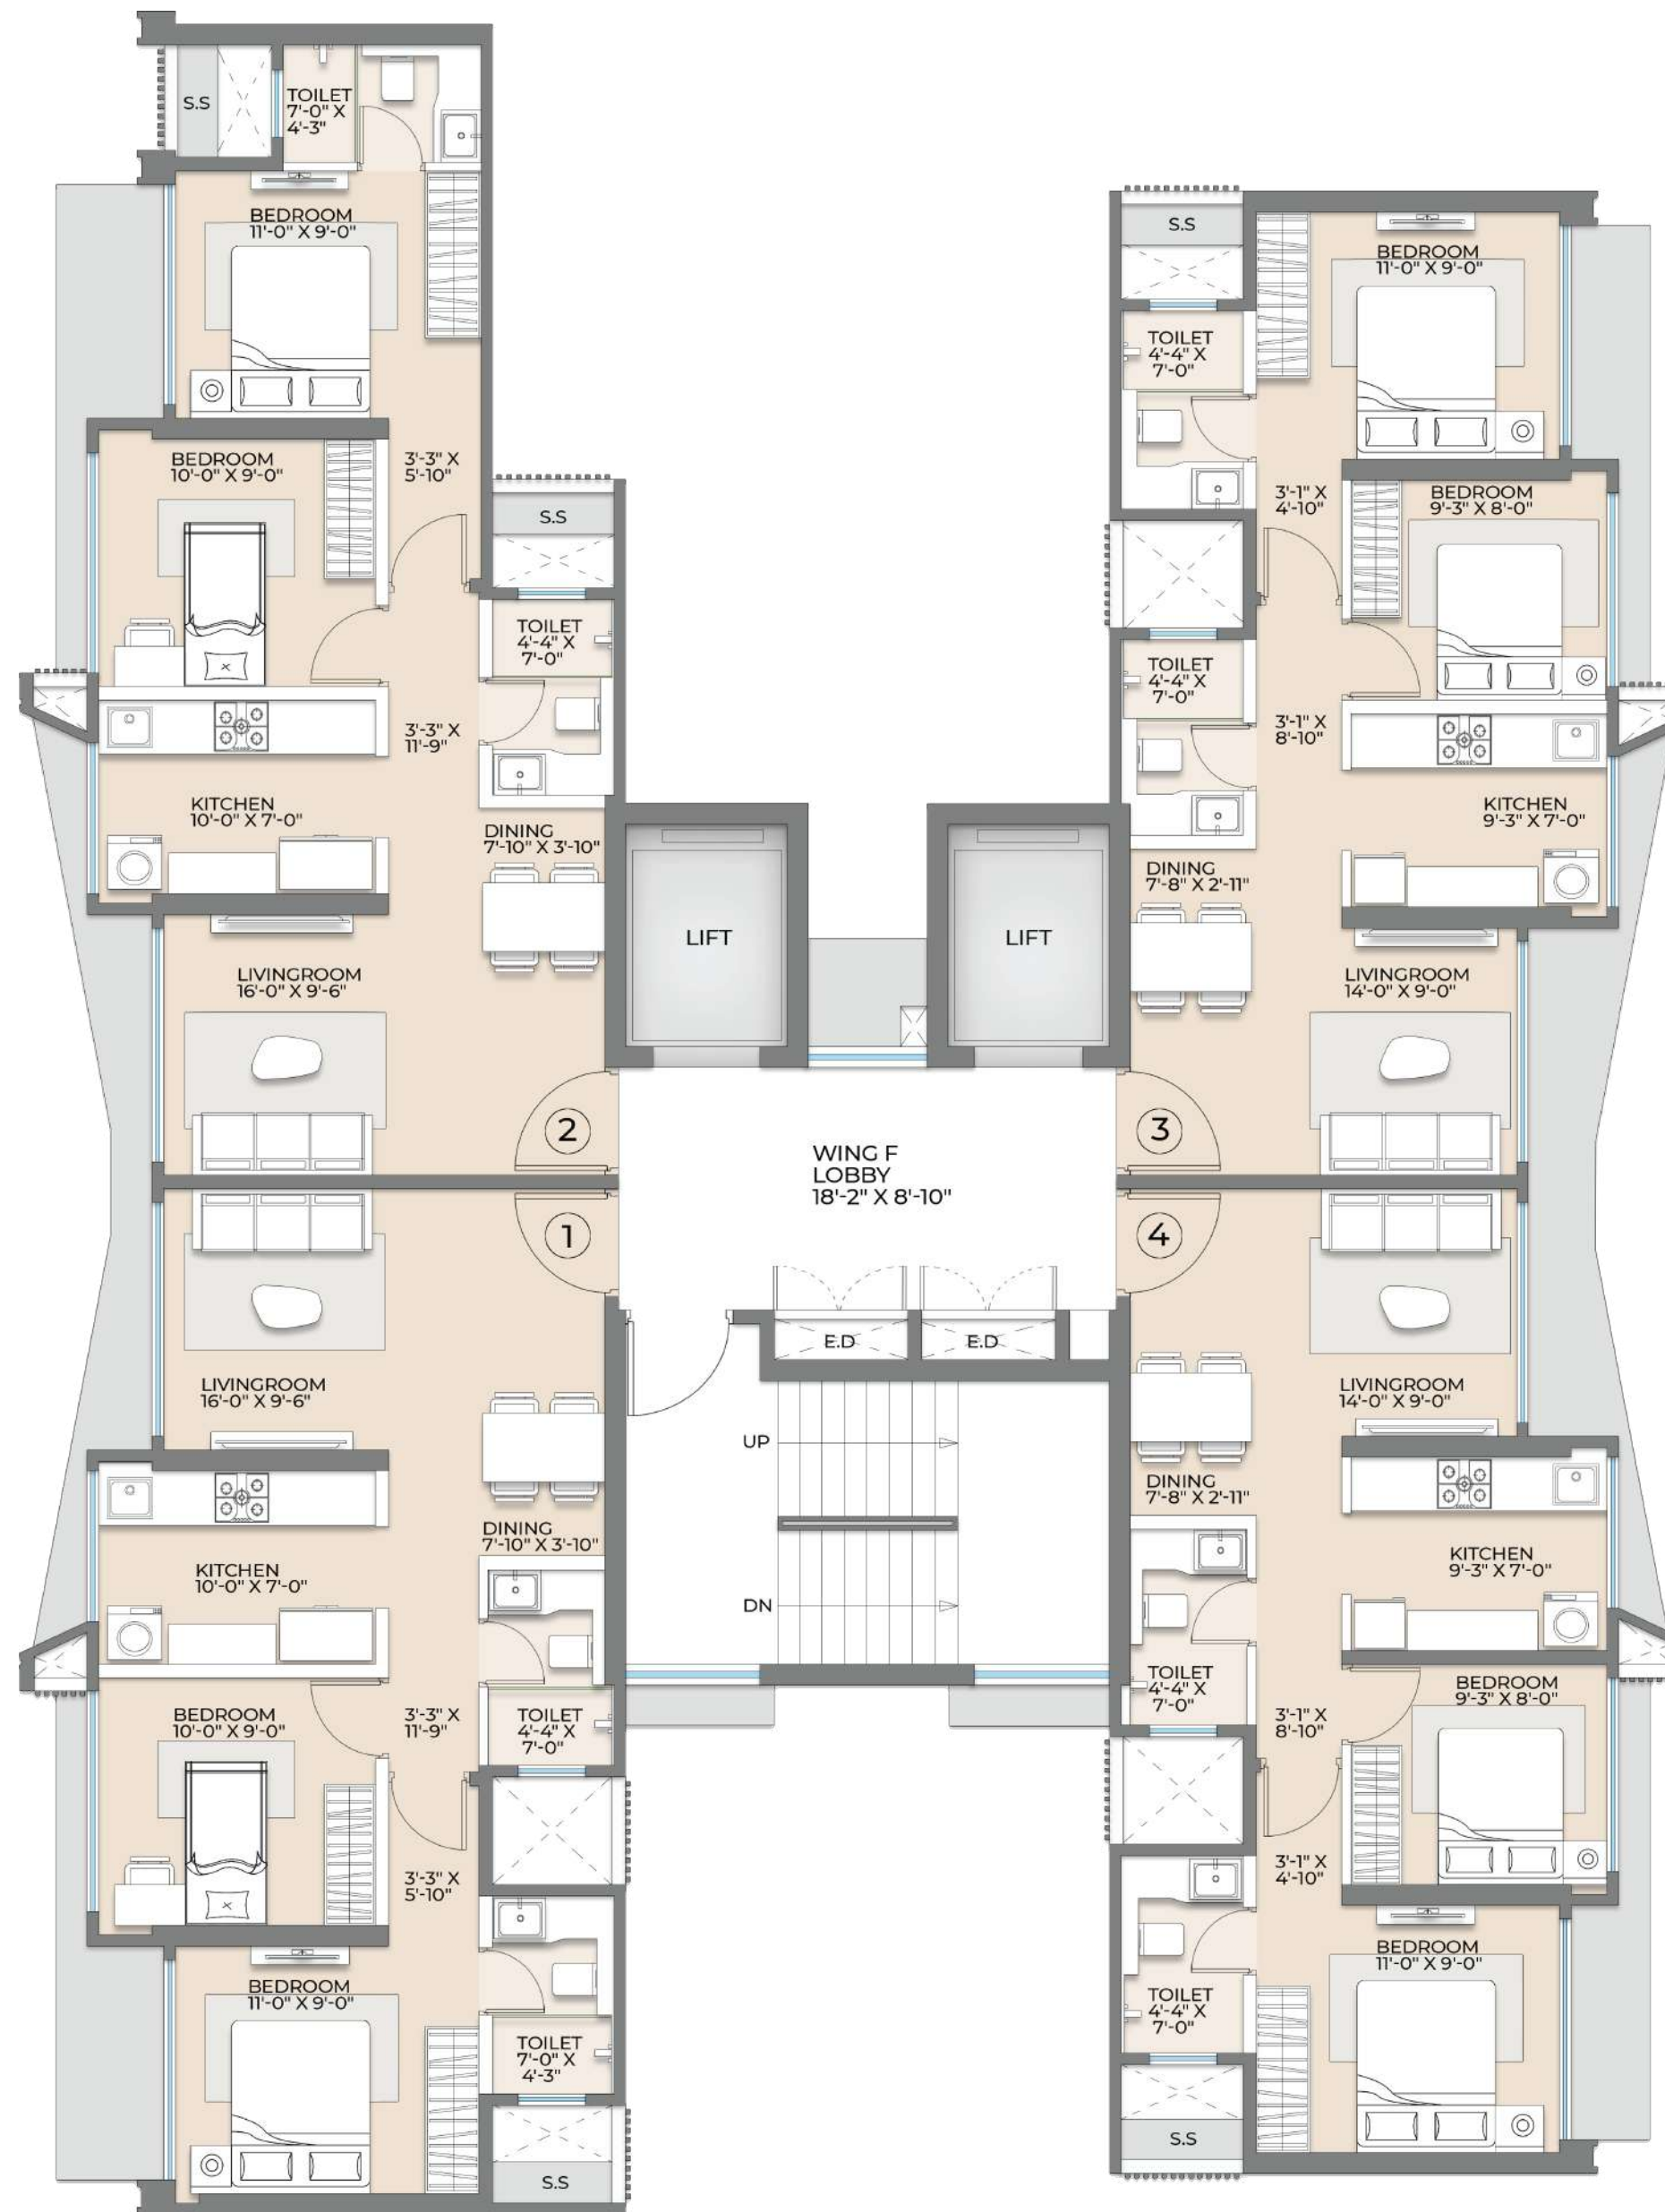 S.S
TOILET
7'-0" X
4'-3"
BEDROOM
11'-0" X 9'-0"
BEDROOM
10'-0" X 9'-0"
3'-3" X
5'-10"
S.S
TOILET
4'-4" X
7'-0"
3'-3" X
11'-9"
KITCHEN
10'-0" X 7'-0"
DINING
7'-10" X 3'-10"
LIVINGROOM
16'-0" X 9'-6"
2
LIFT
LIFT
S.S
BEDROOM
11'-0" X 9'-0"
TOILET
4'-4" X
7'-0"
3'-1" X
4'-10"
BEDROOM
9'-3" X 8'-0"
TOILET
4'-4" X
7'-0"
3'-1" X
8'-10"
KITCHEN
9'-3" X 7'-0"
DINING
7'-8" X 2'-11"
LIVINGROOM
14'-0" X 9'-0"
3
WING F
LOBBY
18'-2" X 8'-10"
1
LIVINGROOM
16'-0" X 9'-6"
DINING
7'-10" X 3'-10"
KITCHEN
10'-0" X 7'-0"
BEDROOM
10'-0" X 9'-0"
3'-3" X
11'-9"
TOILET
4'-4" X
7'-0"
3'-3" X
5'-10"
BEDROOM
11'-0" X 9'-0"
TOILET
7'-0" X
4'-3"
S.S
E.D
E.D
UP
DN
4
LIVINGROOM
14'-0" X 9'-0"
DINING
7'-8" X 2'-11"
KITCHEN
9'-3" X 7'-0"
TOILET
4'-4" X
7'-0"
3'-1" X
8'-10"
BEDROOM
9'-3" X 8'-0"
3'-1" X
4'-10"
BEDROOM
11'-0" X 9'-0"
TOILET
4'-4" X
7'-0"
S.S